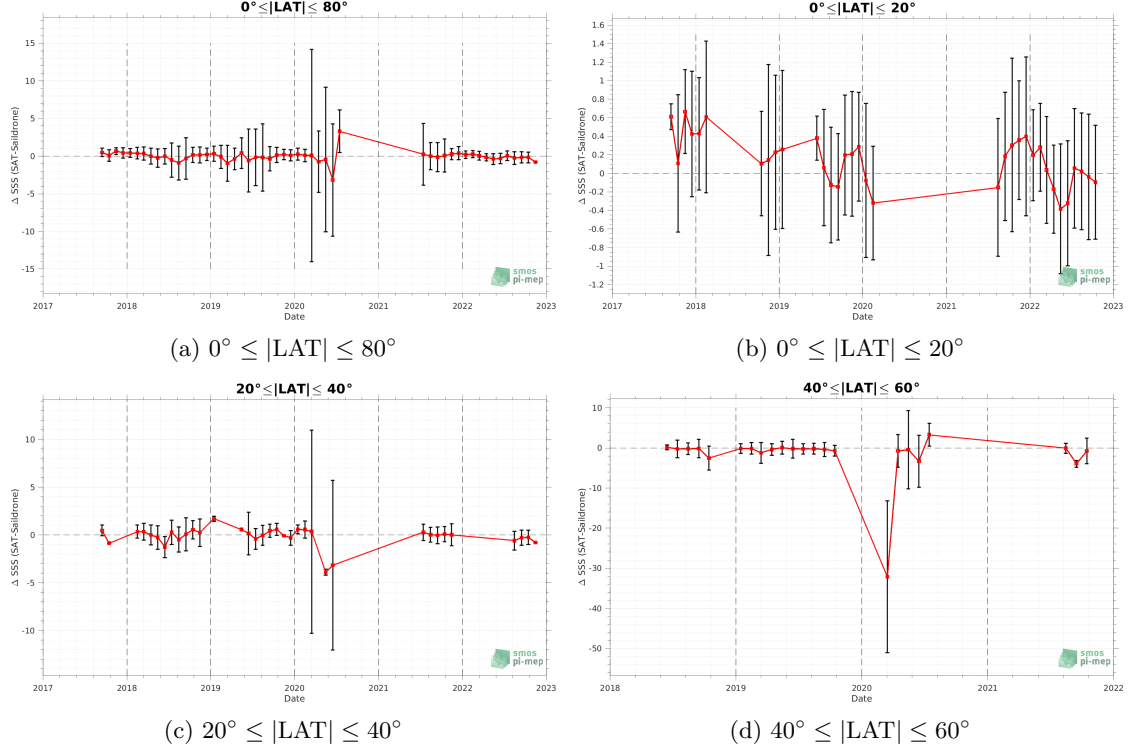 0°≤|LAT|≤ 80°
Δ SSS (SAT-Saildrone)
15
10
5
0
-5
-10
-15
2017 2018 2019 2020 2021 2022 2023
Date
smos
pi-mep
(a) 0° ≤ |LAT| ≤ 80°
0°≤|LAT|≤ 20°
Δ SSS (SAT-Saildrone)
1.6
1.4
1.2
1
0.8
0.6
0.4
0.2
0
-0.2
-0.4
-0.6
-0.8
-1
-1.2
2017 2018 2019 2020 2021 2022 2023
Date
smos
pi-mep
(b) 0° ≤ |LAT| ≤ 20°
20°≤|LAT|≤ 40°
Δ SSS (SAT-Saildrone)
10
5
0
-5
-10
2017 2018 2019 2020 2021 2022 2023
Date
smos
pi-mep
(c) 20° ≤ |LAT| ≤ 40°
40°≤|LAT|≤ 60°
Δ SSS (SAT-Saildrone)
10
0
-10
-20
-30
-40
-50
2018 2019 2020 2021 2022
Date
smos
pi-mep
(d) 40° ≤ |LAT| ≤ 60°